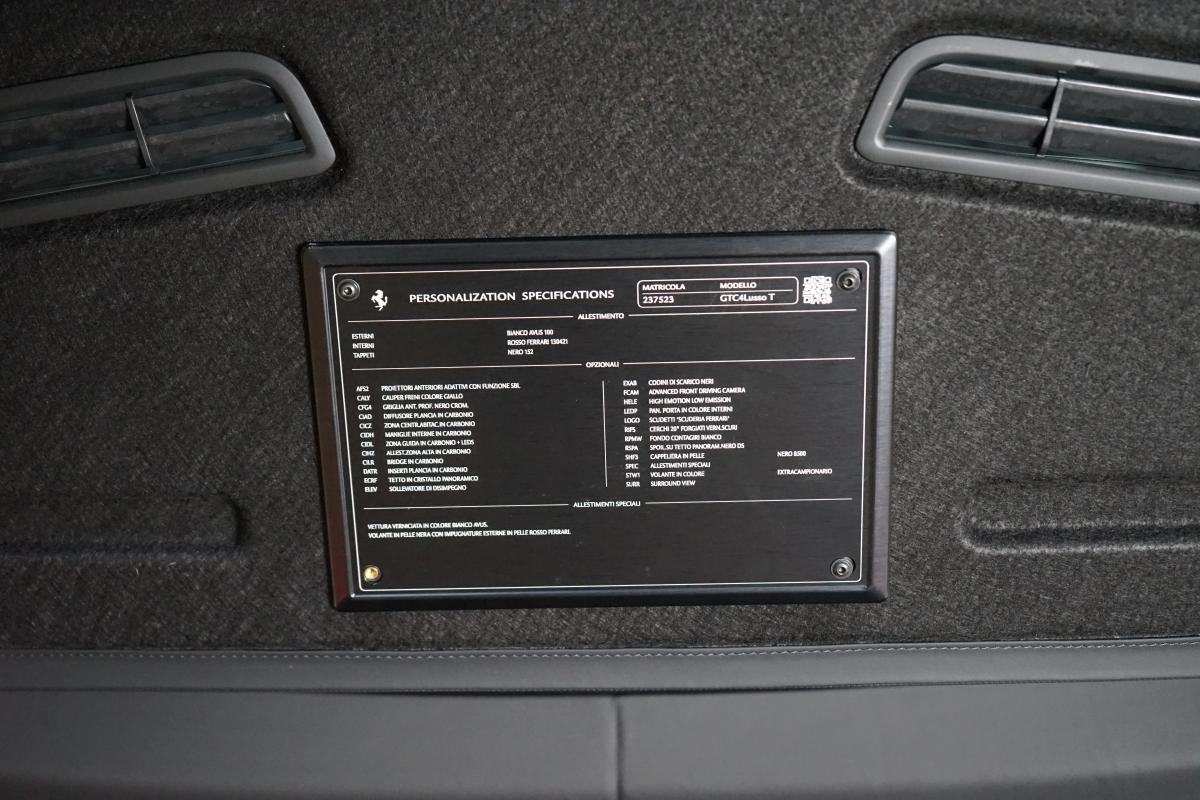 PERSONALIZATION SPECIFICATIONS
MATRICOLA MODELLO
237523 GTC4Lusso T
ALLESTIMENTO
ESTERNI BIANCO AVUS 100
INTERNI ROSSO FERRARI 130421
TAPPETI NERO 152
OPZIONALI
AFS2 PROIETTORI ANTERIORI ADATTIVI CON FUNZIONE SBL
CALY CALIPER FRENI COLORE GIALLO
CFG4 GRIGLIA ANT. PROF. NERO CROM.
CIAD DIFFUSORE PLANCIA IN CARBONIO
CICZ ZONA CENTR.ABITAC.IN CARBONIO
CIDH MANIGLIE INTERNE IN CARBONIO
CIDL ZONA GUIDA IN CARBONIO + LEDS
CIHZ ALLEST.ZONA ALTA IN CARBONIO
CILR BRIDGE IN CARBONIO
DATR INSERTI PLANCIA IN CARBONIO
ECRF TETTO IN CRISTALLO PANORAMICO
ELEV SOLLEVATORE DI DISIMPEGNO
EXAB CODINI DI SCARICO NERI
FCAM ADVANCED FRONT DRIVING CAMERA
HELE HIGH EMOTION LOW EMISSION
LEDP PAN. PORTA IN COLORE INTERNI
LOGO SCUDETTI "SCUDERIA FERRARI"
RIFS CERCHI 20" FORGIATI VERN.SCURI
RPMW FONDO CONTAGIRI BIANCO
RSPA SPOIL.SU TETTO PANORAM.NERO DS
SHF3 CAPPELIERA IN PELLE NERO 8500
SPEC ALLESTIMENTI SPECIALI
STW1 VOLANTE IN COLORE EXTRACAMPIONARIO
SURR SURROUND VIEW
ALLESTIMENTI SPECIALI
VETTURA VERNICIATA IN COLORE BIANCO AVUS.
VOLANTE IN PELLE NERA CON IMPUGNATURE ESTERNE IN PELLE ROSSO FERRARI.